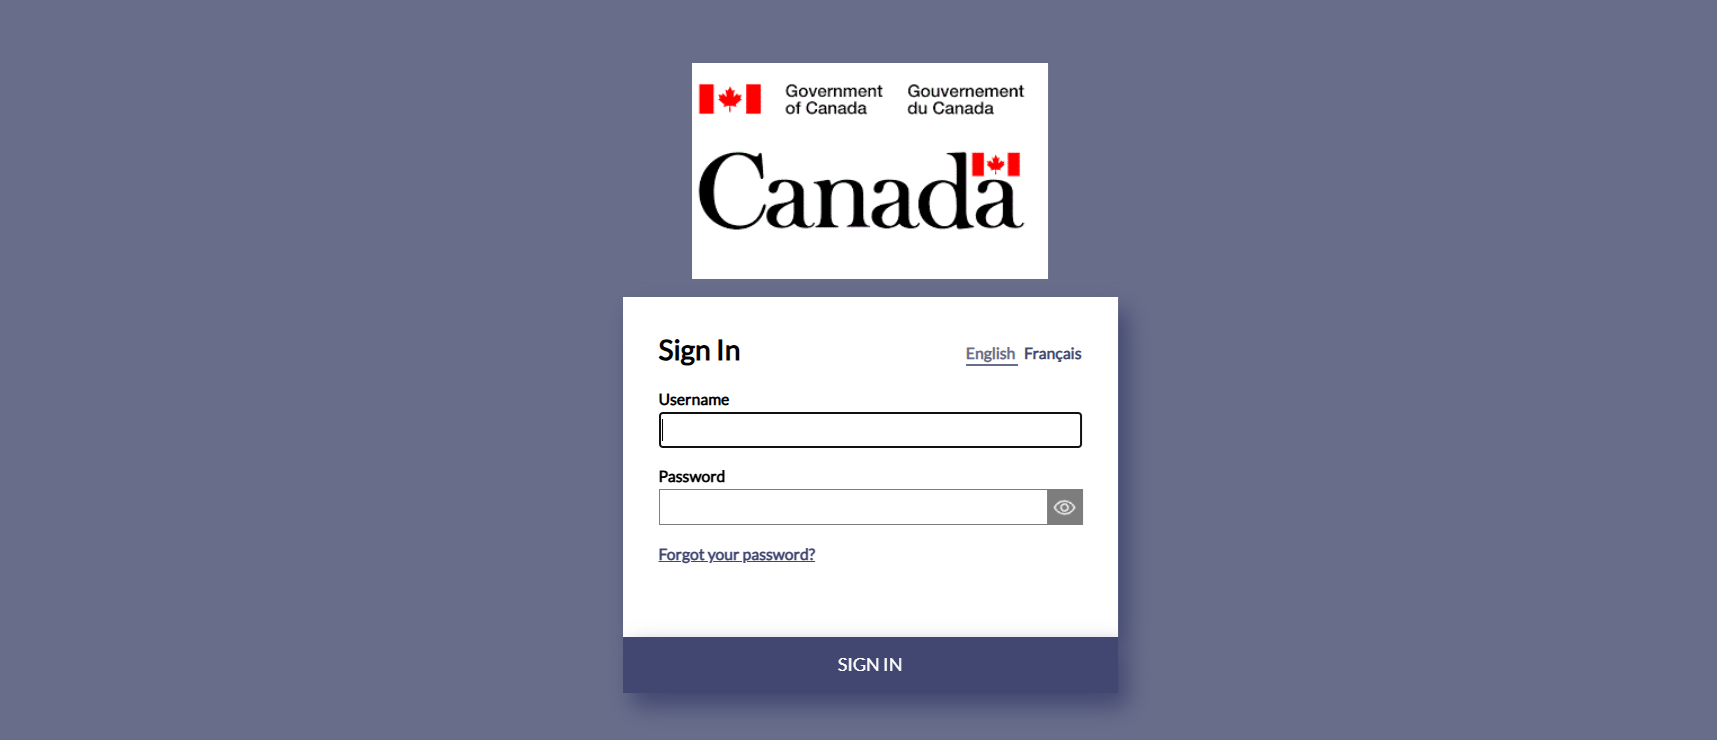 Government Gouvernement
of Canada du Canada
Canada
Sign In
English Français
Username
Password
Forgot your password?
SIGN IN